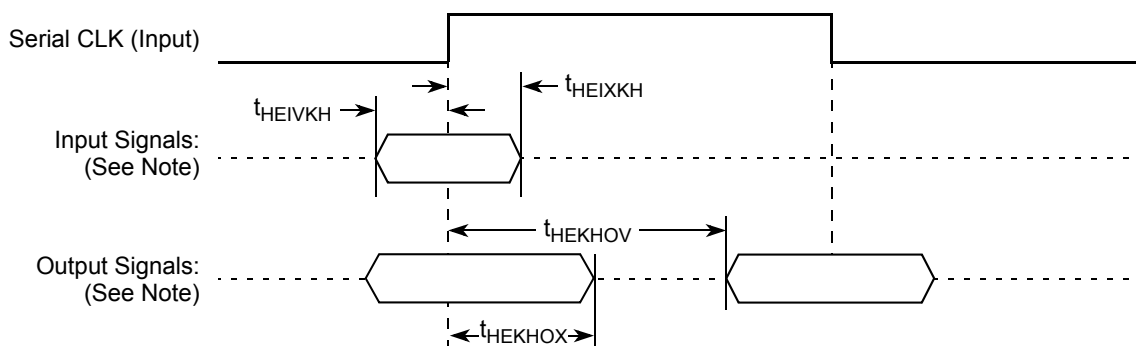 Serial CLK (Input)
tHEIXKH
tHEIVKH
Input Signals:
(See Note)
tHEKHOV
Output Signals:
(See Note)
tHEKHOX